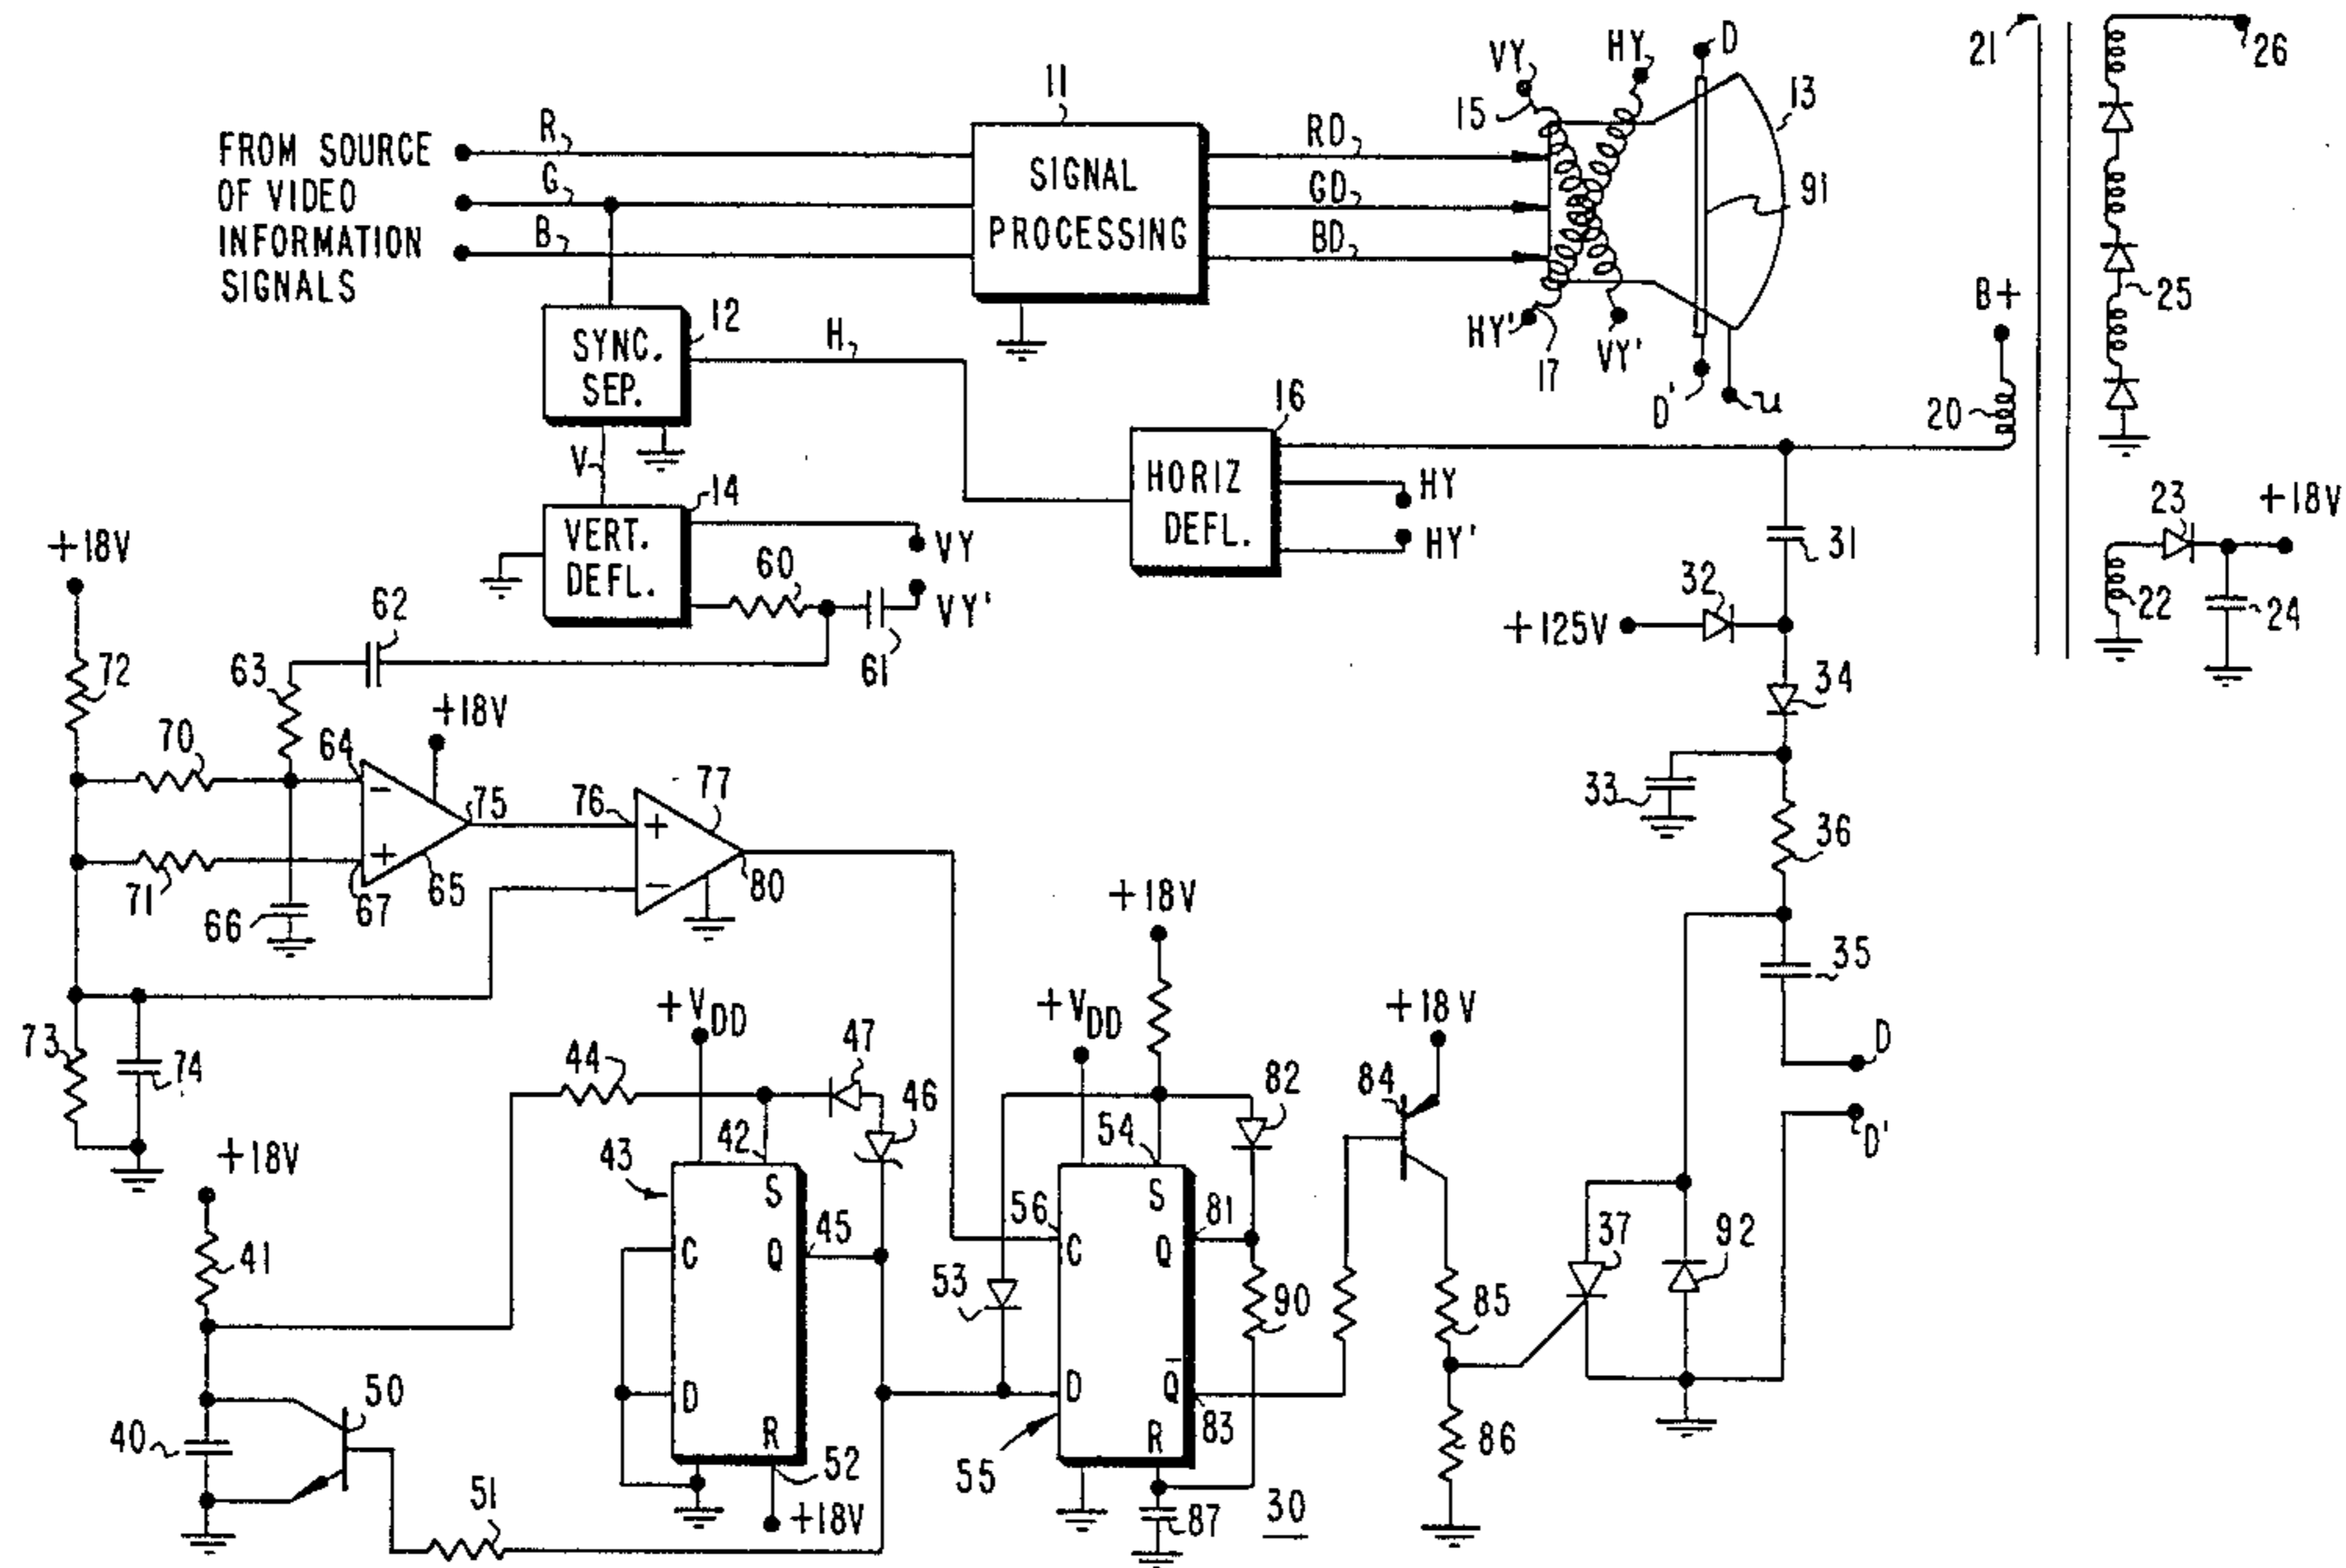 21
26
VY
HY
D
11
15
13
FROM SOURCE
OF VIDEO
INFORMATION
SIGNALS
R
G
B
SIGNAL
PROCESSING
RD
GD
BD
91
25
B+
HY'
17
VY'
D'
u
20
SYNC.
SEP.
12
H
16
V
14
VERT.
DEFL.
HORIZ
DEFL.
HY
HY'
31
23
+18V
22
24
+18V
60
VY
VY'
61
62
32
+125V
34
72
63
+18V
70
64
−
75
76
77
+
33
36
71
+
67
65
66
−
80
+18V
35
73
74
+VDD
+VDD
+18V
D
D'
44
47
46
82
84
+18V
43
42
S
54
S
41
C
Q
45
56
C
81
Q
37
92
53
90
85
50
D
D
Q̄
83
40
R
52
55
R
86
51
+18V
87
30